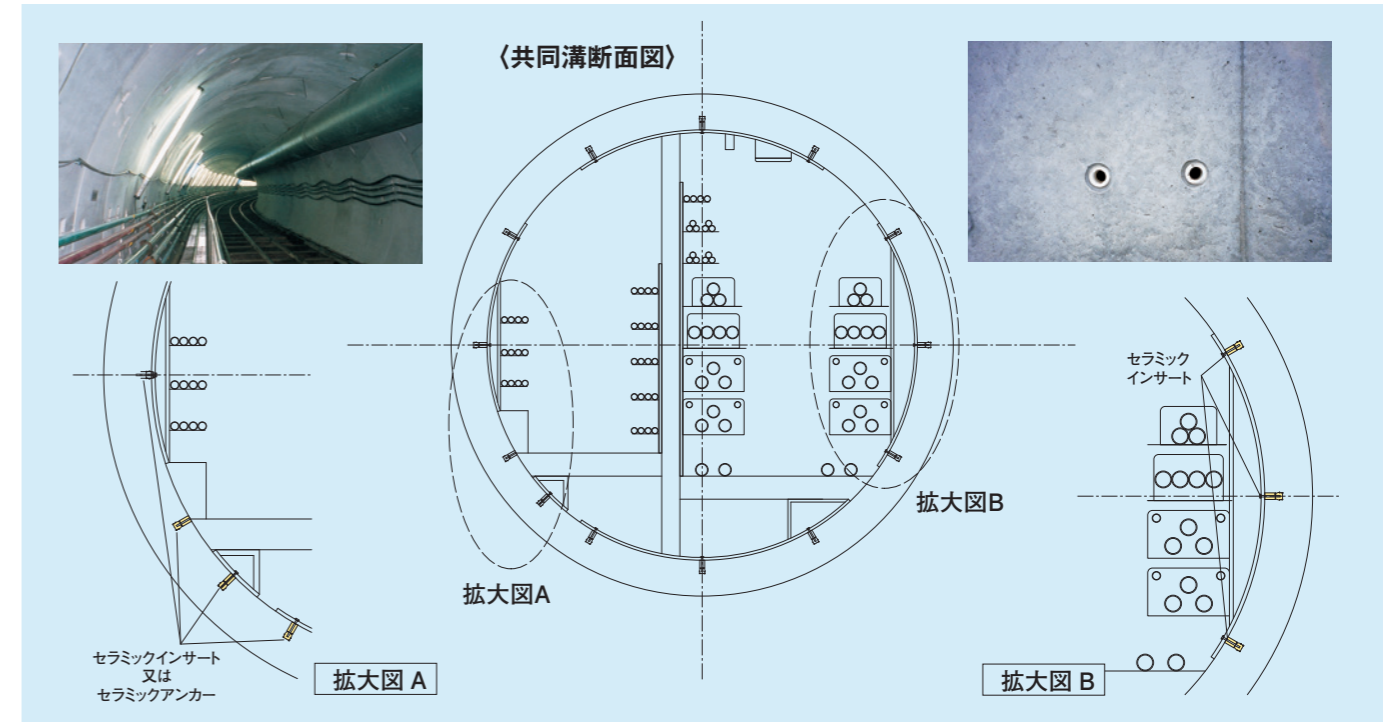 〈共同溝断面図〉
セラミック
インサート
拡大図B
拡大図A
セラミックインサート
又は
セラミックアンカー
拡大図 A
拡大図 B